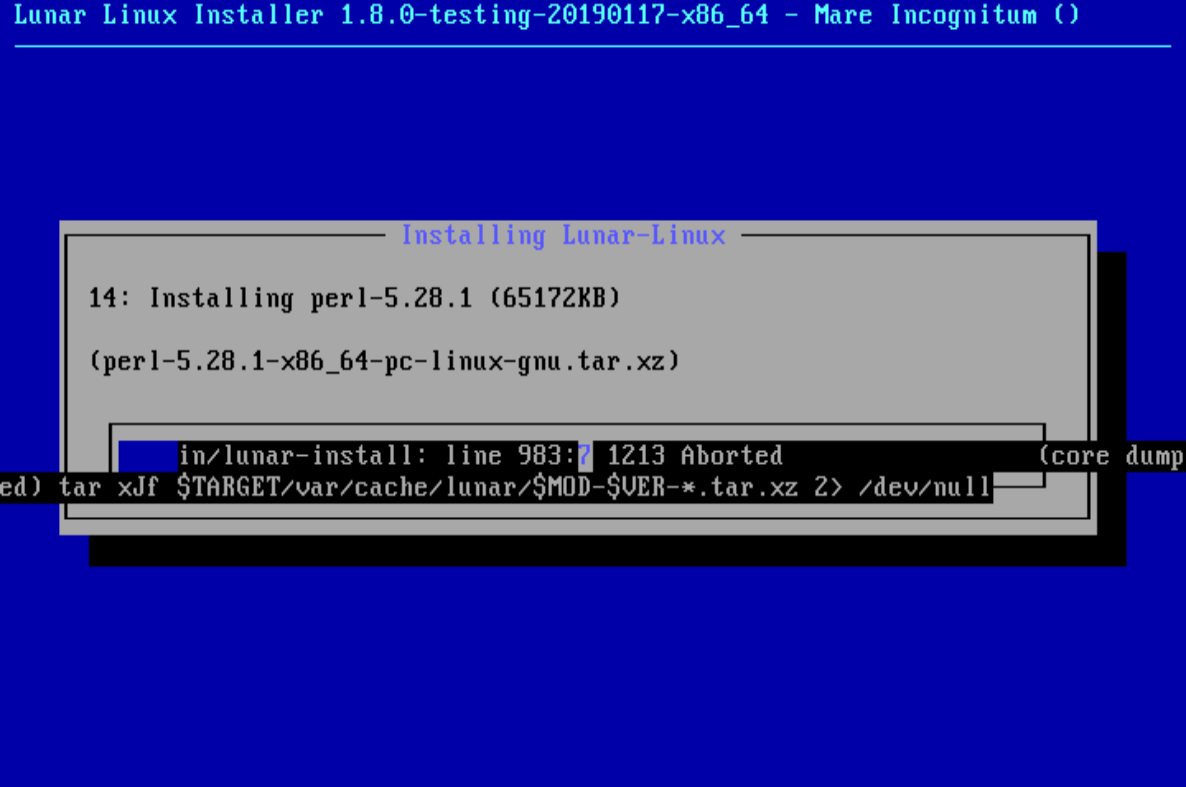 Lunar Linux Installer 1.8.0-testing-20190117-x86_64 - Mare Incognitum ()
Installing Lunar-Linux
14: Installing perl-5.28.1 (65172KB)
(perl-5.28.1-x86_64-pc-linux-gnu.tar.xz)
in/lunar-install: line 983:7 1213 Aborted (core dump
ed) tar xJf $TARGET/var/cache/lunar/$MOD-$VER-*.tar.xz 2> /dev/null